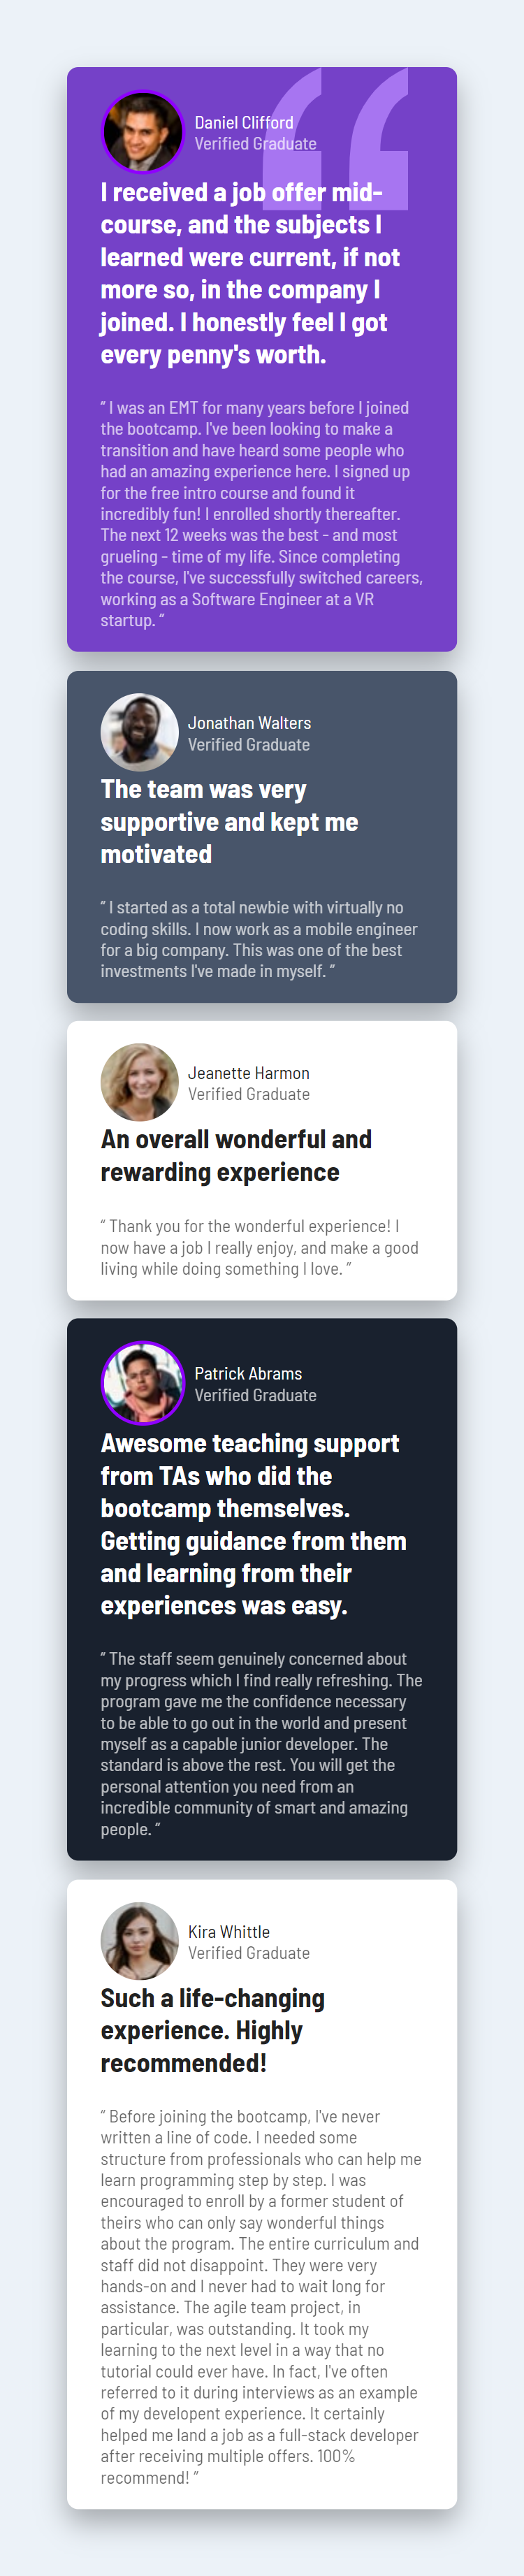 Daniel Clifford
Verified Graduate
I received a job offer mid-
course, and the subjects I
learned were current, if not
more so, in the company I
joined. I honestly feel I got
every penny's worth.
“ I was an EMT for many years before I joined
the bootcamp. I've been looking to make a
transition and have heard some people who
had an amazing experience here. I signed up
for the free intro course and found it
incredibly fun! I enrolled shortly thereafter.
The next 12 weeks was the best - and most
grueling - time of my life. Since completing
the course, I've successfully switched careers,
working as a Software Engineer at a VR
startup. ”
Jonathan Walters
Verified Graduate
The team was very
supportive and kept me
motivated
“ I started as a total newbie with virtually no
coding skills. I now work as a mobile engineer
for a big company. This was one of the best
investments I've made in myself. ”
Jeanette Harmon
Verified Graduate
An overall wonderful and
rewarding experience
“ Thank you for the wonderful experience! I
now have a job I really enjoy, and make a good
living while doing something I love. ”
Patrick Abrams
Verified Graduate
Awesome teaching support
from TAs who did the
bootcamp themselves.
Getting guidance from them
and learning from their
experiences was easy.
“ The staff seem genuinely concerned about
my progress which I find really refreshing. The
program gave me the confidence necessary
to be able to go out in the world and present
myself as a capable junior developer. The
standard is above the rest. You will get the
personal attention you need from an
incredible community of smart and amazing
people. ”
Kira Whittle
Verified Graduate
Such a life-changing
experience. Highly
recommended!
“ Before joining the bootcamp, I've never
written a line of code. I needed some
structure from professionals who can help me
learn programming step by step. I was
encouraged to enroll by a former student of
theirs who can only say wonderful things
about the program. The entire curriculum and
staff did not disappoint. They were very
hands-on and I never had to wait long for
assistance. The agile team project, in
particular, was outstanding. It took my
learning to the next level in a way that no
tutorial could ever have. In fact, I've often
referred to it during interviews as an example
of my developent experience. It certainly
helped me land a job as a full-stack developer
after receiving multiple offers. 100%
recommend! ”